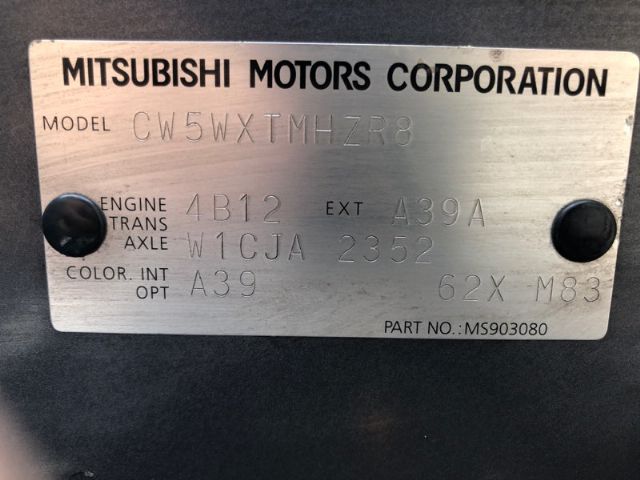 MITSUBISHI MOTORS CORPORATION
MODEL CW5WXTMHZR8
ENGINE 4B12 EXT A39A
TRANS
AXLE W1CJA 2352
COLOR. INT A39 62X M83
OPT
PART NO.:MS903080